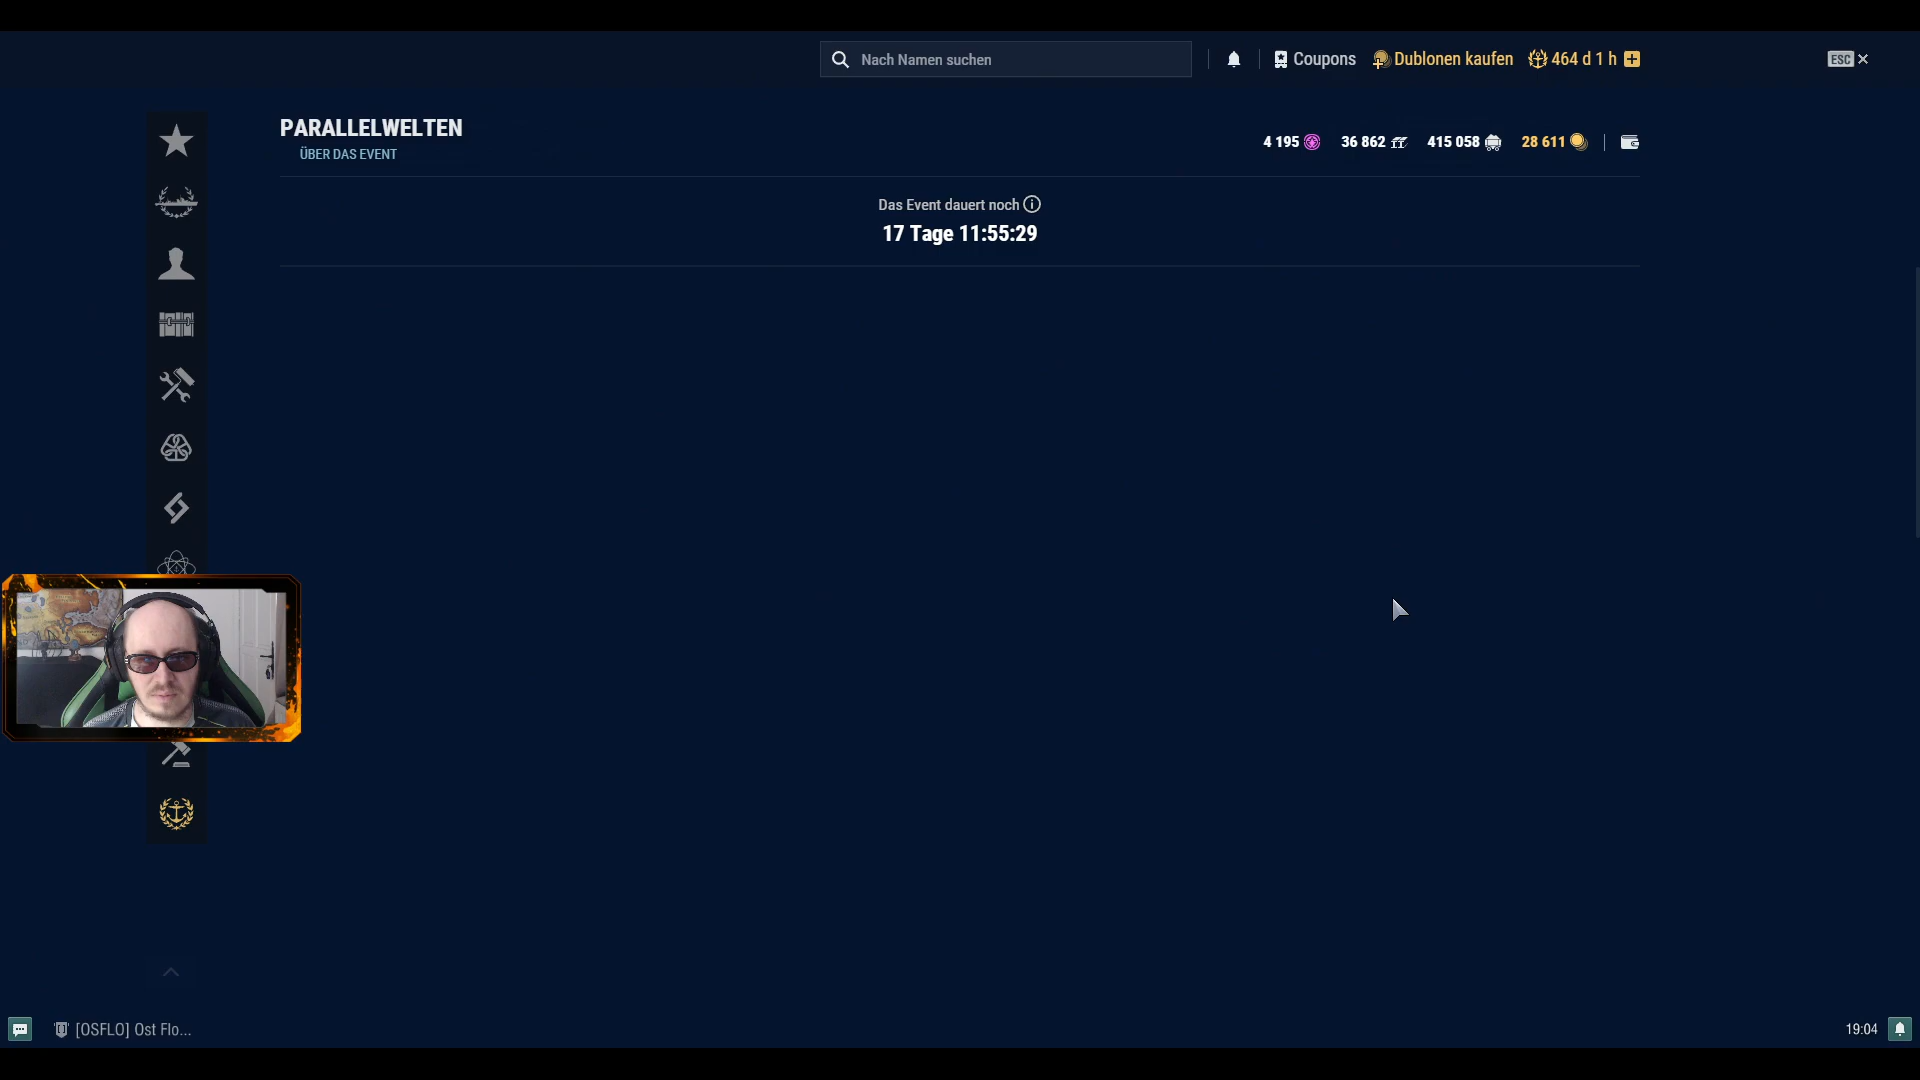 Nach Namen suchen
Coupons
Dublonen kaufen
464 d 1 h
ESC
PARALLELWELTEN
ÜBER DAS EVENT
4 195
36 862
415 058
28 611
Das Event dauert noch
17 Tage 11:55:29
[OSFLO] Ost Flo...
19:04